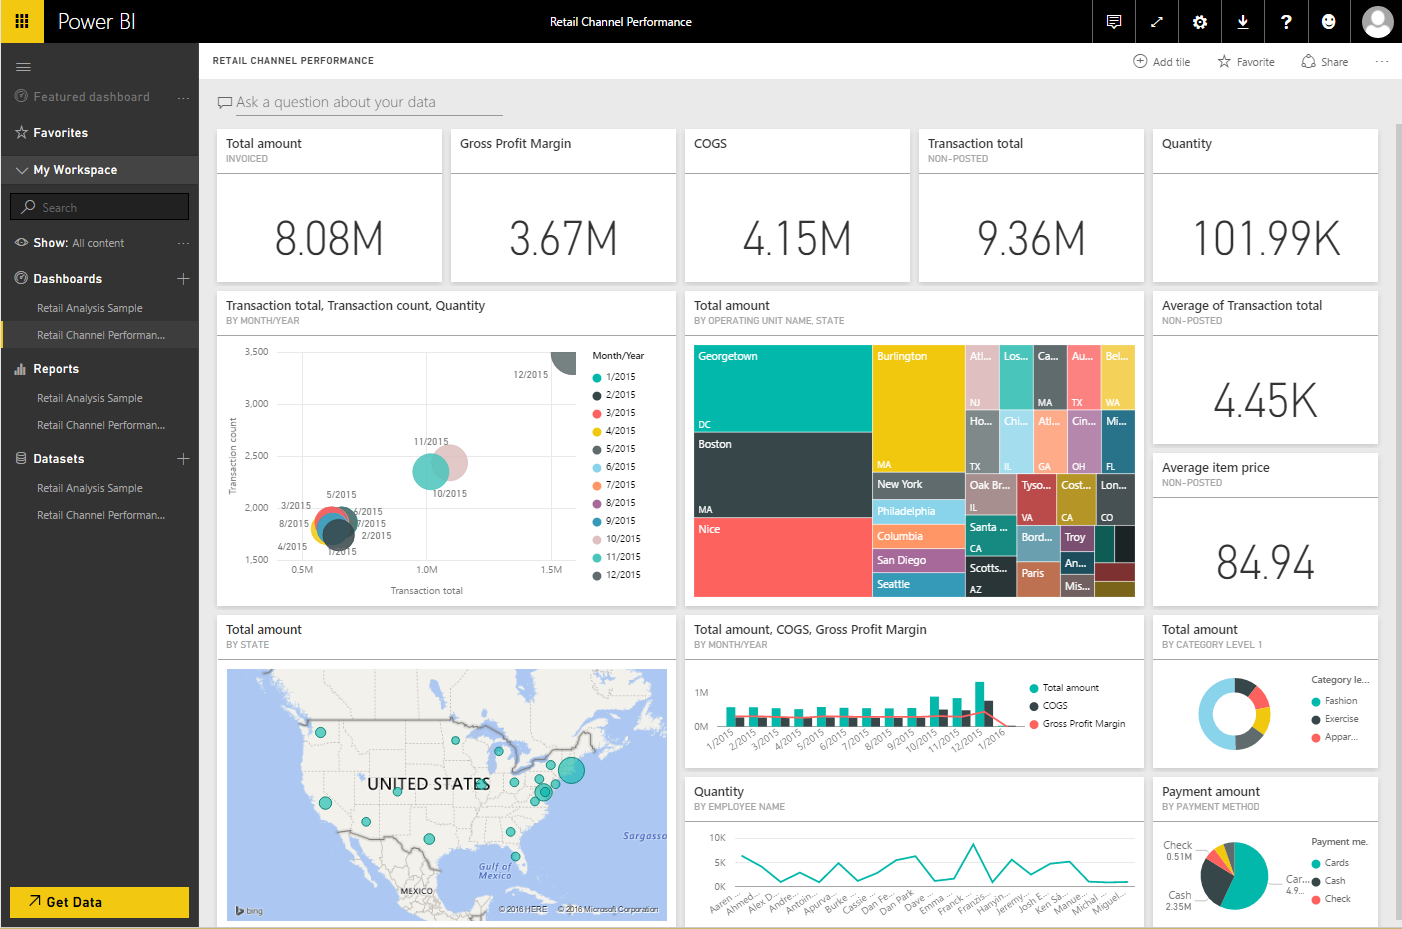 Power BI
Retail Channel Performance
RETAIL CHANNEL PERFORMANCE
Add tile
Favorite
Share
...
Featured dashboard ...
Favorites
My Workspace
Search
Show: All content ...
Dashboards
Retail Analysis Sample
Retail Channel Performan...
Reports
Retail Analysis Sample
Retail Channel Performan...
Datasets
Retail Analysis Sample
Retail Channel Performan...
Get Data
Ask a question about your data
Total amount
INVOICED
8.08M
Gross Profit Margin
3.67M
COGS
4.15M
Transaction total
NON-POSTED
9.36M
Quantity
101.99K
Transaction total, Transaction count, Quantity
BY MONTH/YEAR
Transaction count
3,500
3,000
2,500
2,000
1,500
0.5M
1.0M
1.5M
Transaction total
12/2015
11/2015
10/2015
5/2015
3/2015
6/2015
8/2015
7/2015
2/2015
4/2015
1/2015
Month/Year
1/2015
2/2015
3/2015
4/2015
5/2015
6/2015
7/2015
8/2015
9/2015
10/2015
11/2015
12/2015
Total amount
BY OPERATING UNIT NAME, STATE
Georgetown
DC
Boston
MA
Nice
Burlington
MA
New York
Philadelphia
Columbia
San Diego
Seattle
Atl...
NJ
Los...
Ca...
MA
Au...
TX
Bel...
WA
Ho...
TX
Chi...
IL
Atl...
GA
Cin...
OH
Mi...
FL
Oak Br...
IL
Tyso...
VA
Cost...
CA
Lon...
CO
Santa ...
CA
Bord...
Troy
Scotts...
AZ
Paris
An...
Mis...
Average of Transaction total
NON-POSTED
4.45K
Average item price
NON-POSTED
84.94
Total amount
BY STATE
UNITED STATES
MEXICO
Gulf of
Mexico
Sargasso
bing
© 2016 HERE © 2016 Microsoft Corporation
Total amount, COGS, Gross Profit Margin
BY MONTH/YEAR
1M
0M
1/2015
2/2015
3/2015
4/2015
5/2015
6/2015
7/2015
8/2015
9/2015
10/2015
11/2015
12/2015
1/2016
Total amount
COGS
Gross Profit Margin
Total amount
BY CATEGORY LEVEL 1
Category le...
Fashion
Exercise
Appar...
Quantity
BY EMPLOYEE NAME
10K
5K
0K
Aaren ...
Ahmed...
Alex D...
Andre...
Antoin...
Apurva...
Burke ...
Cassie ...
Dan Fe...
Dan Park
Dave ...
Emma ...
Franck ...
Franzis...
Hanyin...
Jeremy...
Josh E...
Ken Sá...
Manue...
Michal ...
Miguel...
Payment amount
BY PAYMENT METHOD
Check
0.51M
Cash
2.35M
Car...
4.9...
Payment me.
Cards
Cash
Check